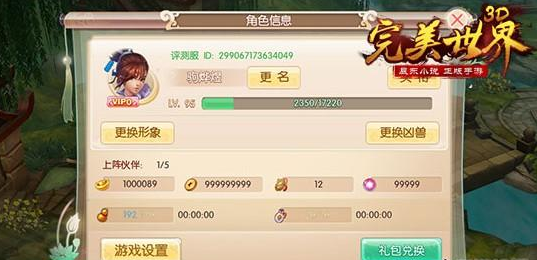 角色信息
3D
完美世界
辰东小说 正版手游
评测服 ID: 299067173634049
更名
VIP0
LV. 95 2350/17220
更换形象 更换凶兽
上阵伙伴: 1/5
1000089 999999999 12 99999
192 00:00:00 00:00:00
游戏设置 礼包兑换